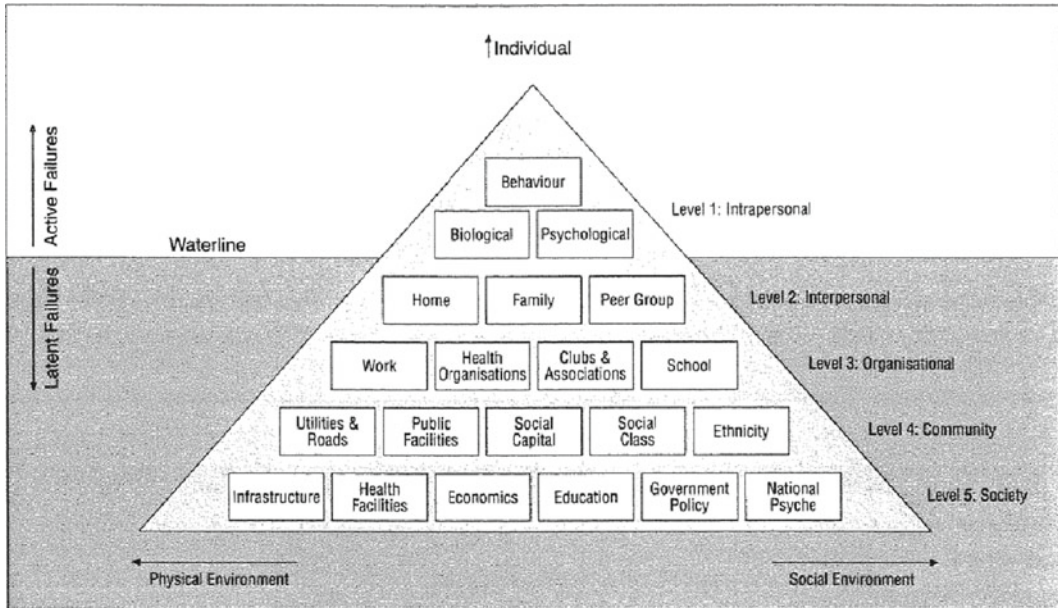 Individual
Active Failures
Behaviour
Level 1: Intrapersonal
Biological
Psychological
Waterline
Latent Failures
Home
Family
Peer Group
Level 2: Interpersonal
Work
Health
Organisations
Clubs &
Associations
School
Level 3: Organisational
Utilities &
Roads
Public
Facilities
Social
Capital
Social
Class
Ethnicity
Level 4: Community
Infrastructure
Health
Facilities
Economics
Education
Government
Policy
National
Psyche
Level 5: Society
Physical Environment
Social Environment